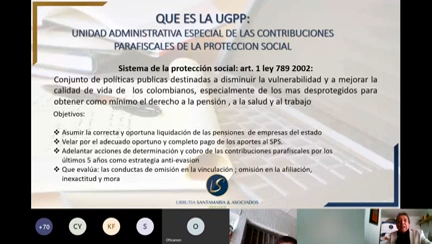 QUE ES LA UGPP:
UNIDAD ADMINISTRATIVA ESPECIAL DE LAS CONTRIBUCIONES
PARAFISCALES DE LA PROTECCION SOCIAL
Sistema de la protección social: art. 1 ley 789 2002:
Conjunto de políticas publicas destinadas a disminuir la vulnerabilidad y a mejorar la
calidad de vida de los colombianos, especialmente de los mas desprotegidos para
obtener como mínimo el derecho a la pensión , a la salud y al trabajo
Objetivos:
❖ Asumir la correcta y oportuna liquidación de las pensiones de empresas del estado
❖ Velar por el adecuado oportuno y completo pago de los aportes al SPS.
❖ Adelantar acciones de determinación y cobro de las contribuciones parafiscales por los
últimos 5 años como estrategia anti-evasion
❖ Que evalúa: las conductas de omisión en la vinculación ; omisión en la afiliación,
inexactitud y mora
LS
URRUTIA SANTAMARIA & ASOCIADOS
+70
CY
KF
S
O